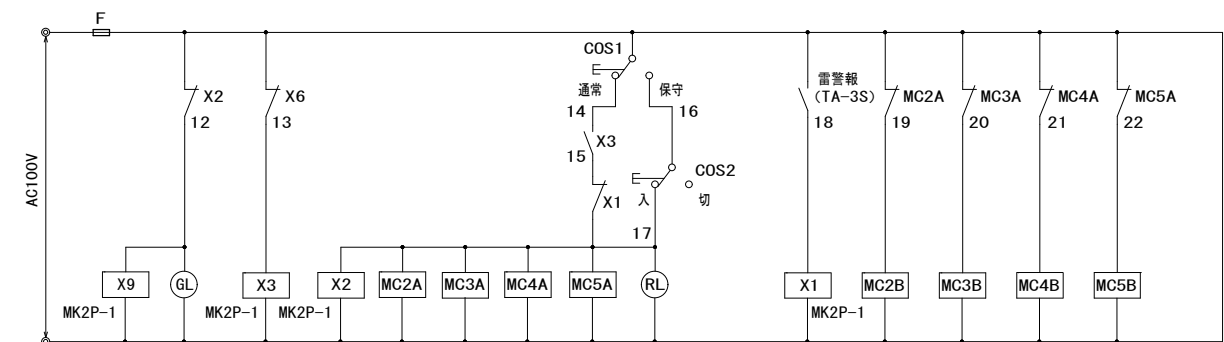 F
COS1
X2
X6
通常
保守
雷警報
(TA-3S)
MC2A
MC3A
MC4A
MC5A
12
13
14
16
18
19
20
21
22
X3
15
COS2
X1
入
切
17
AC100V
X9
GL
X3
X2
MC2A
MC3A
MC4A
MC5A
RL
X1
MC2B
MC3B
MC4B
MC5B
MK2P-1
MK2P-1
MK2P-1
MK2P-1